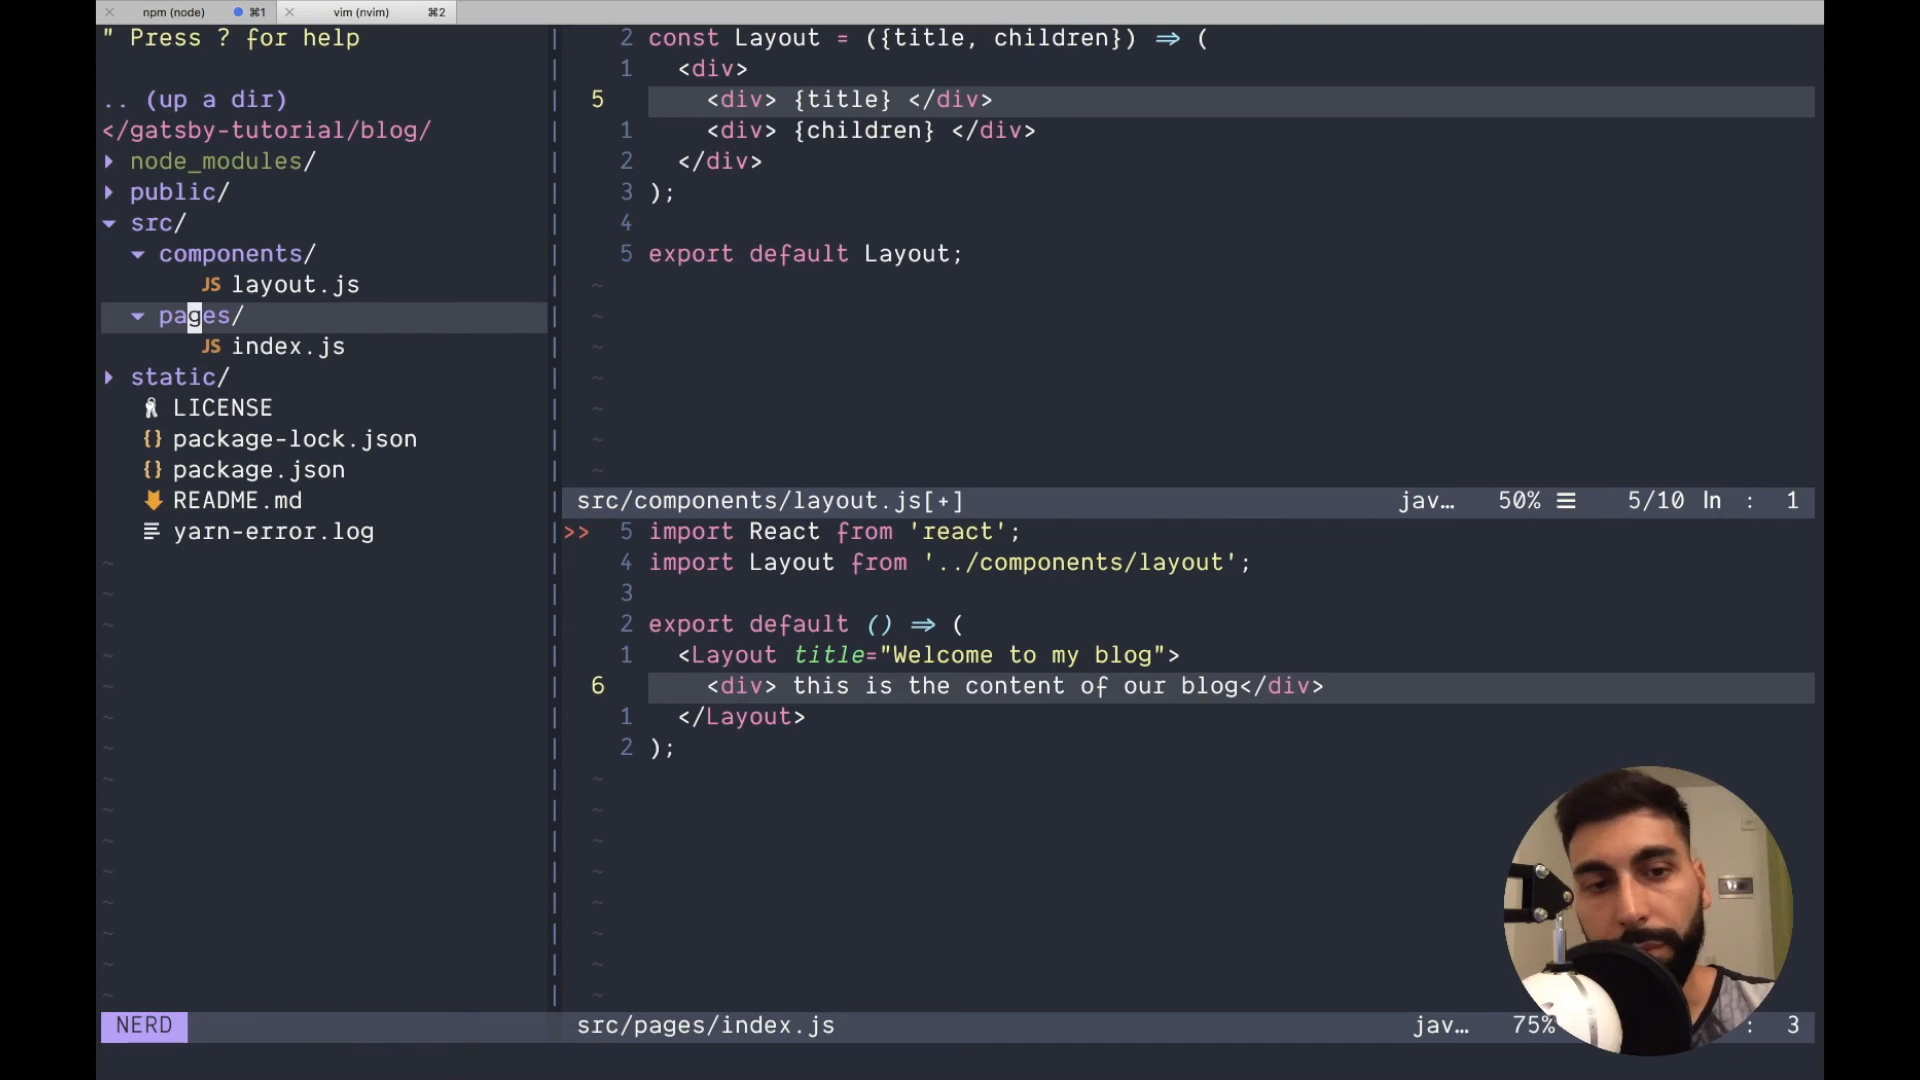 npm (node) ⌘1 vim (nvim) ⌘2
" Press ? for help
.. (up a dir)
</gatsby-tutorial/blog/
node_modules/
public/
src/
components/
layout.js
pages/
index.js
static/
LICENSE
package-lock.json
package.json
README.md
yarn-error.log
NERD
2 const Layout = ({title, children}) => (
1 <div>
5 <div> {title} </div>
1 <div> {children} </div>
2 </div>
3 );
4
5 export default Layout;
src/components/layout.js[+] jav… 50% ☰ 5/10 ln : 1
>> 5 import React from 'react';
4 import Layout from '../components/layout';
3
2 export default () => (
1 <Layout title="Welcome to my blog">
6 <div> this is the content of our blog</div>
1 </Layout>
2 );
src/pages/index.js jav… 75% : 3